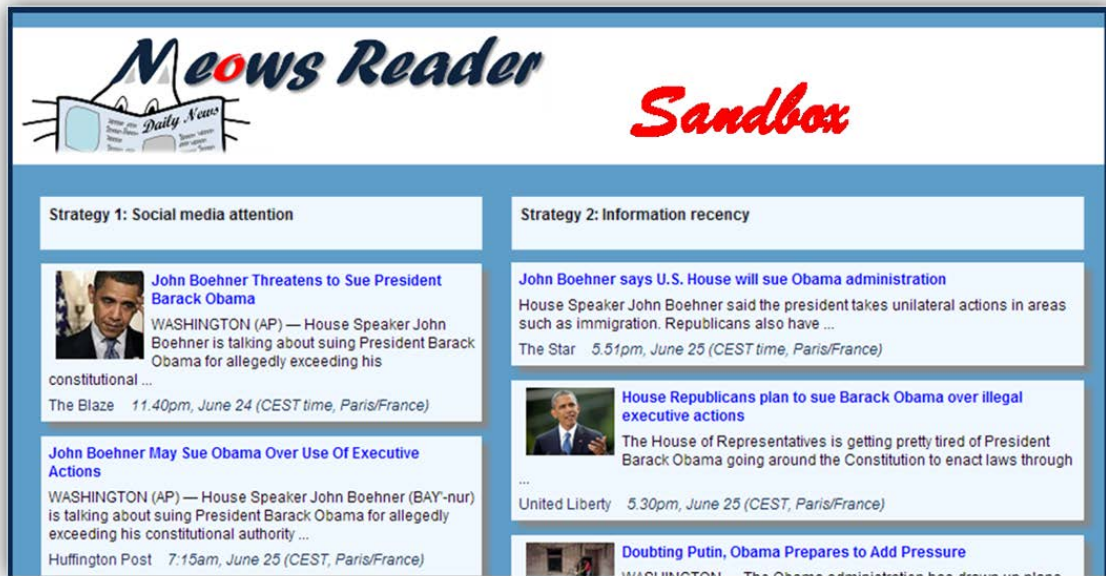 Meows Reader
Daily News
Sandbox
Strategy 1: Social media attention
John Boehner Threatens to Sue President
Barack Obama
WASHINGTON (AP) — House Speaker John
Boehner is talking about suing President Barack
Obama for allegedly exceeding his
constitutional ...
The Blaze 11.40pm, June 24 (CEST time, Paris/France)
John Boehner May Sue Obama Over Use Of Executive
Actions
WASHINGTON (AP) — House Speaker John Boehner (BAY'-nur)
is talking about suing President Barack Obama for allegedly
exceeding his constitutional authority ...
Huffington Post 7:15am, June 25 (CEST, Paris/France)
Strategy 2: Information recency
John Boehner says U.S. House will sue Obama administration
House Speaker John Boehner said the president takes unilateral actions in areas
such as immigration. Republicans also have ...
The Star 5.51pm, June 25 (CEST time, Paris/France)
House Republicans plan to sue Barack Obama over illegal
executive actions
The House of Representatives is getting pretty tired of President
Barack Obama going around the Constitution to enact laws through
...
United Liberty 5.30pm, June 25 (CEST, Paris/France)
Doubting Putin, Obama Prepares to Add Pressure
WASHINGTON — The Obama administration has drawn up plans